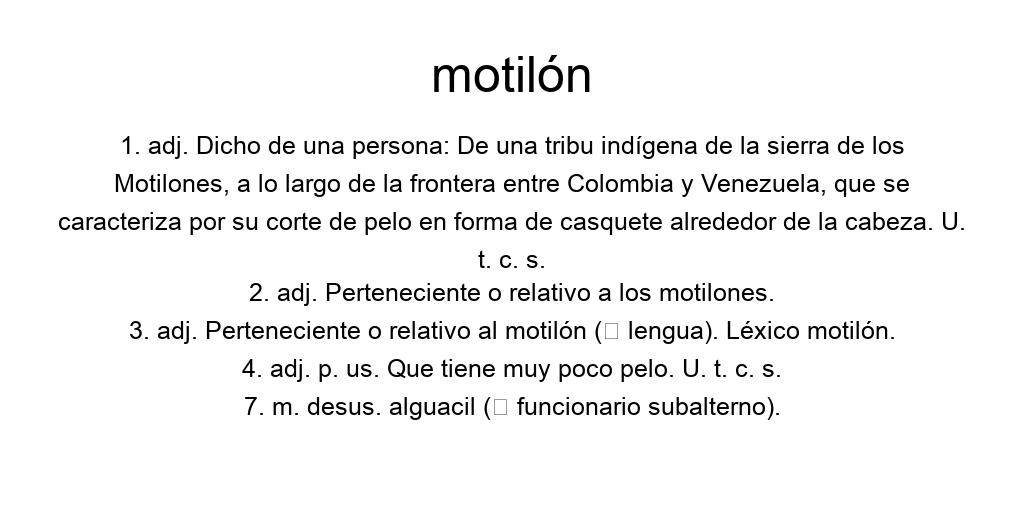 motilón
1. adj. Dicho de una persona: De una tribu indígena de la sierra de los
Motilones, a lo largo de la frontera entre Colombia y Venezuela, que se
caracteriza por su corte de pelo en forma de casquete alrededor de la cabeza. U.
t. c. s.
2. adj. Perteneciente o relativo a los motilones.
3. adj. Perteneciente o relativo al motilón (▯ lengua). Léxico motilón.
4. adj. p. us. Que tiene muy poco pelo. U. t. c. s.
7. m. desus. alguacil (▯ funcionario subalterno).